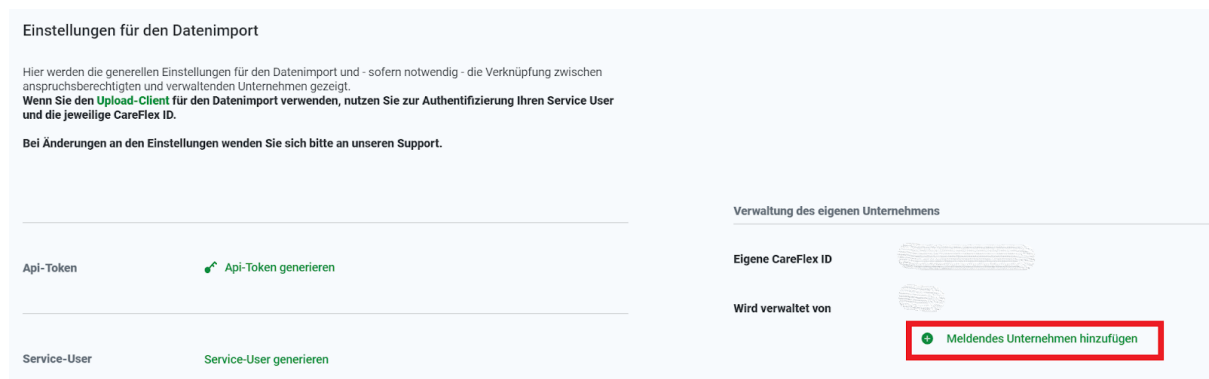 Einstellungen für den Datenimport
Hier werden die generellen Einstellungen für den Datenimport und - sofern notwendig - die Verknüpfung zwischen
anspruchsberechtigten und verwaltenden Unternehmen gezeigt.
Wenn Sie den Upload-Client für den Datenimport verwenden, nutzen Sie zur Authentifizierung Ihren Service User
und die jeweilige CareFlex ID.
Bei Änderungen an den Einstellungen wenden Sie sich bitte an unseren Support.
Api-Token
Api-Token generieren
Service-User
Service-User generieren
Verwaltung des eigenen Unternehmens
Eigene CareFlex ID
Wird verwaltet von
Meldendes Unternehmen hinzufügen